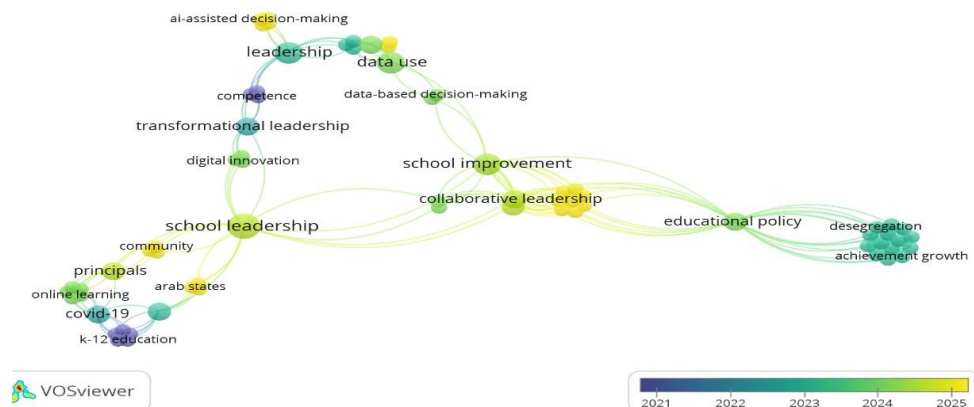 ai-assisted decision-making
leadership
data use
competence
data-based decision-making
transformational leadership
digital innovation
school improvement
collaborative leadership
school leadership
educational policy
desegregation
achievement growth
community
principals
arab states
online learning
covid-19
k-12 education
VOSviewer
2021 2022 2023 2024 2025